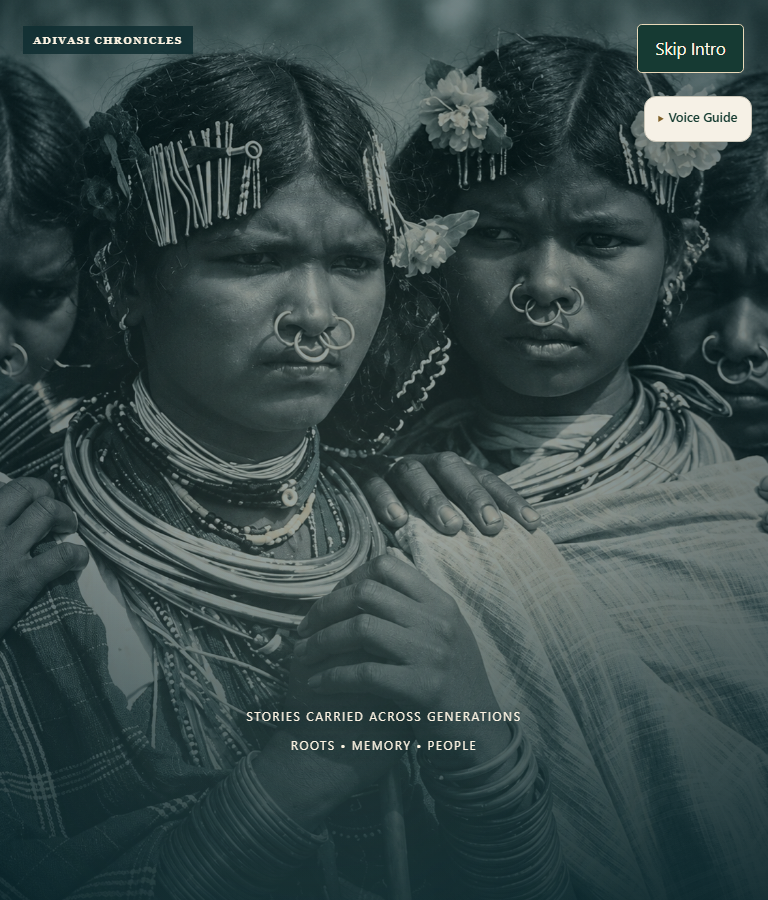 ADIVASI CHRONICLES
Skip Intro
Voice Guide
STORIES CARRIED ACROSS GENERATIONS
ROOTS • MEMORY • PEOPLE